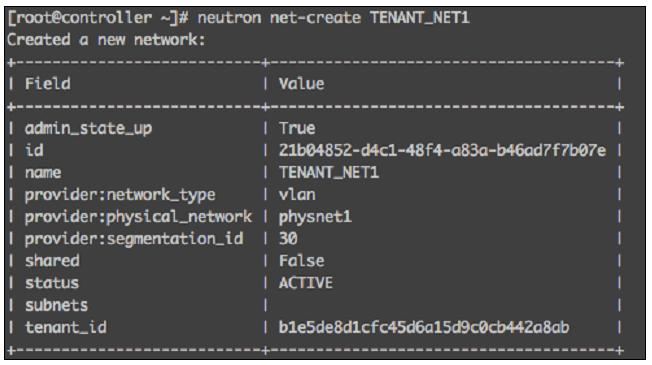 [root@controller ~]# neutron net-create TENANT_NET1
Created a new network:
+---------------------------+--------------------------------------+
| Field                     | Value                                |
+---------------------------+--------------------------------------+
| admin_state_up            | True                                 |
| id                        | 21b04852-d4c1-48f4-a83a-b46ad7f7b07e |
| name                      | TENANT_NET1                          |
| provider:network_type     | vlan                                 |
| provider:physical_network | physnet1                             |
| provider:segmentation_id  | 30                                   |
| shared                    | False                                |
| status                    | ACTIVE                               |
| subnets                   |                                      |
| tenant_id                 | b1e5de8d1cfc45d6a15d9c0cb442a8ab     |
+---------------------------+--------------------------------------+